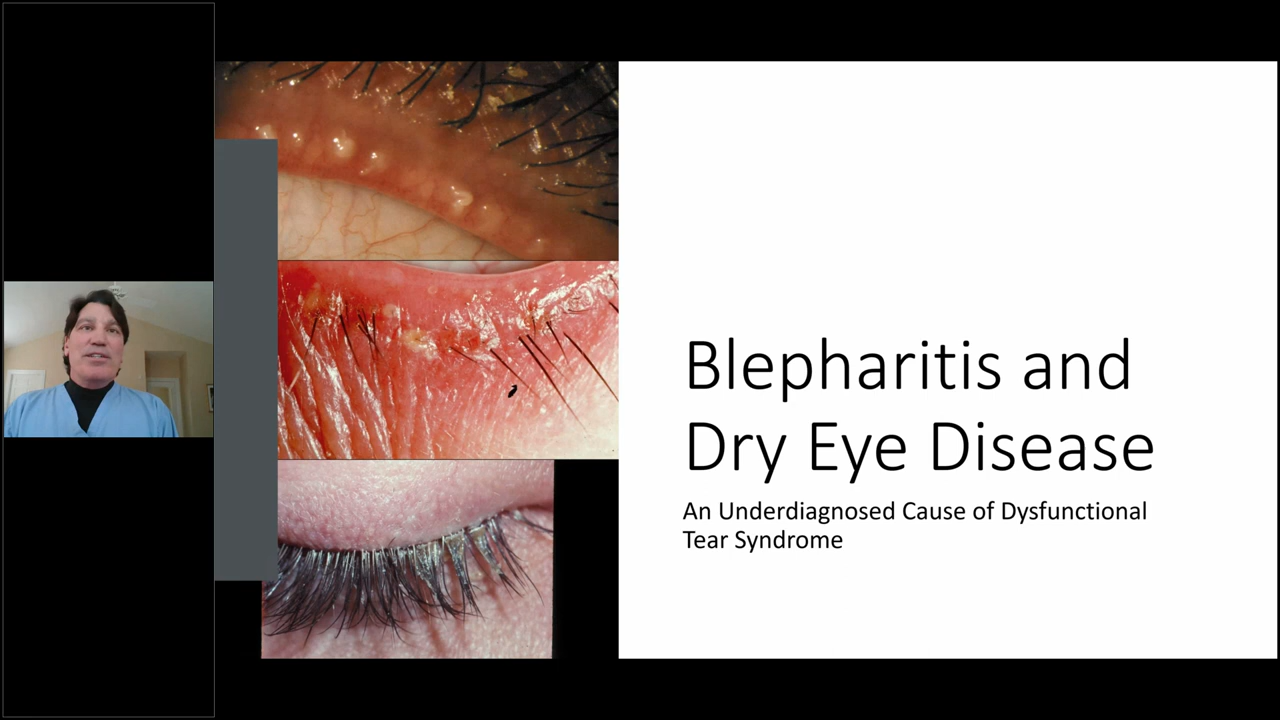 Blepharitis and
Dry Eye Disease
An Underdiagnosed Cause of Dysfunctional
Tear Syndrome